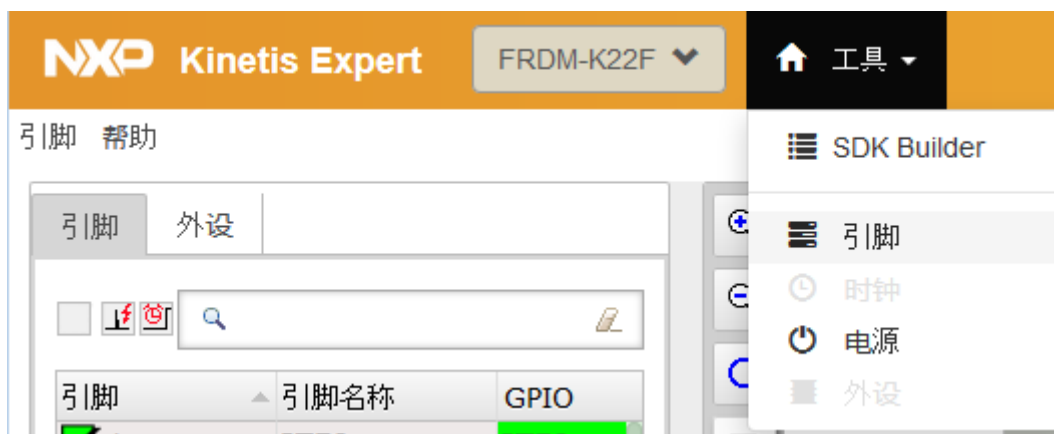 NXP Kinetis Expert FRDM-K22F 工具
引脚 帮助
SDK Builder
引脚 外设
引脚
时钟
电源
外设
引脚 引脚名称 GPIO